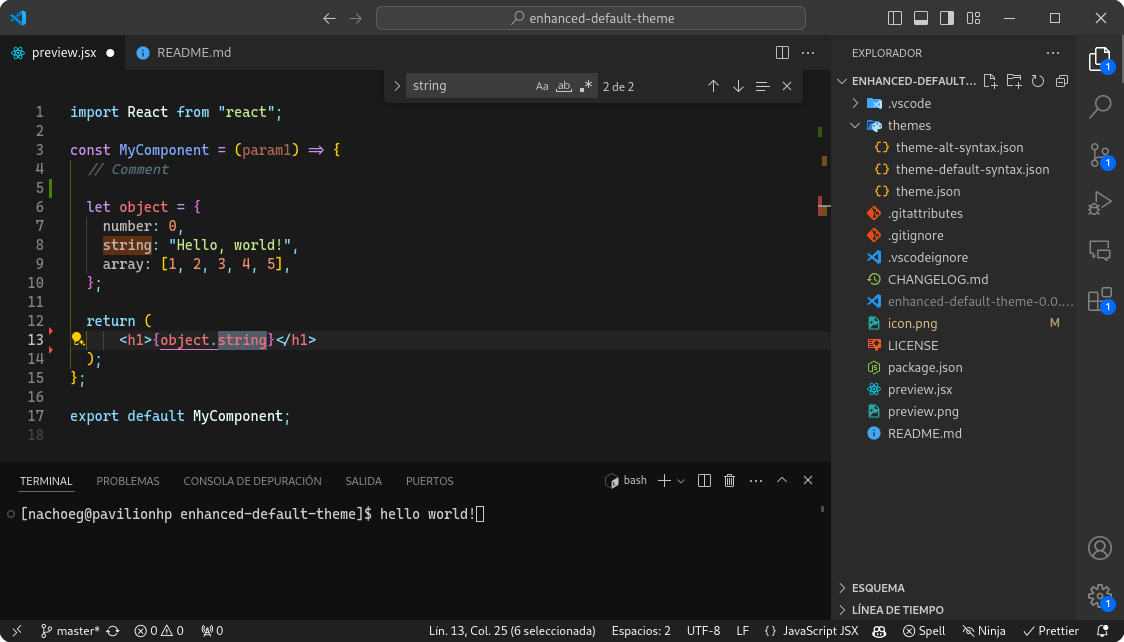 enhanced-default-theme
preview.jsx
README.md
string
Aa
ab
2 de 2
1 import React from "react";
2
3 const MyComponent = (param1) => {
4 // Comment
5
6 let object = {
7 number: 0,
8 string: "Hello, world!",
9 array: [1, 2, 3, 4, 5],
10 };
11
12 return (
13 <h1>{object.string}</h1>
14 );
15 };
16
17 export default MyComponent;
18
TERMINAL
PROBLEMAS
CONSOLA DE DEPURACIÓN
SALIDA
PUERTOS
bash
[nachoeg@pavilionhp enhanced-default-theme]$ hello world!
EXPLORADOR
ENHANCED-DEFAULT...
.vscode
themes
theme-alt-syntax.json
theme-default-syntax.json
theme.json
.gitattributes
.gitignore
.vscodeignore
CHANGELOG.md
enhanced-default-theme-0.0....
icon.png M
LICENSE
package.json
preview.jsx
preview.png
README.md
ESQUEMA
LÍNEA DE TIEMPO
1
1
1
1
master*
0
0
0
Lín. 13, Col. 25 (6 seleccionada)
Espacios: 2
UTF-8
LF
{} JavaScript JSX
Spell
Ninja
Prettier